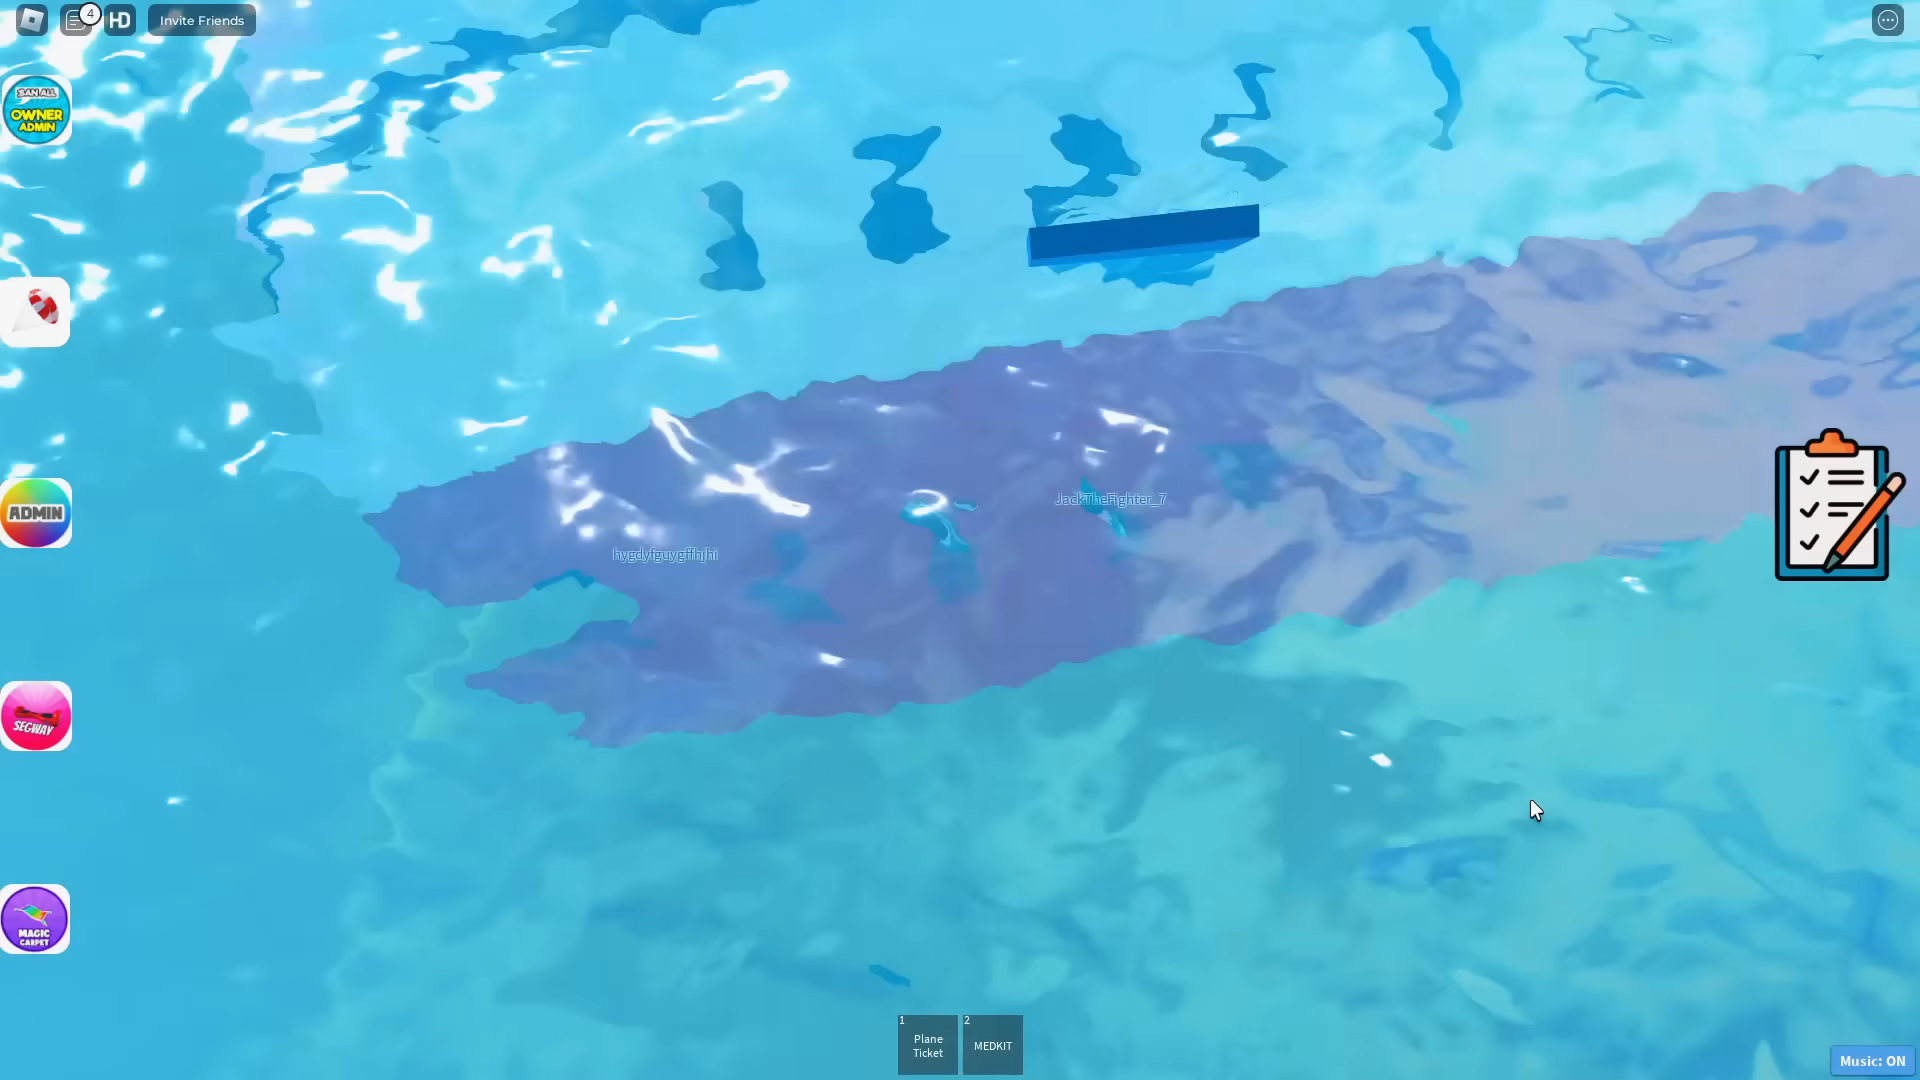 4
HD
Invite Friends
BAN ALL
OWNER
ADMIN
ADMIN
JackTheFighter_7
hygdyfguygffhjhi
SEGWAY
MAGIC
CARPET
1
Plane
Ticket
2
MEDKIT
Music: ON